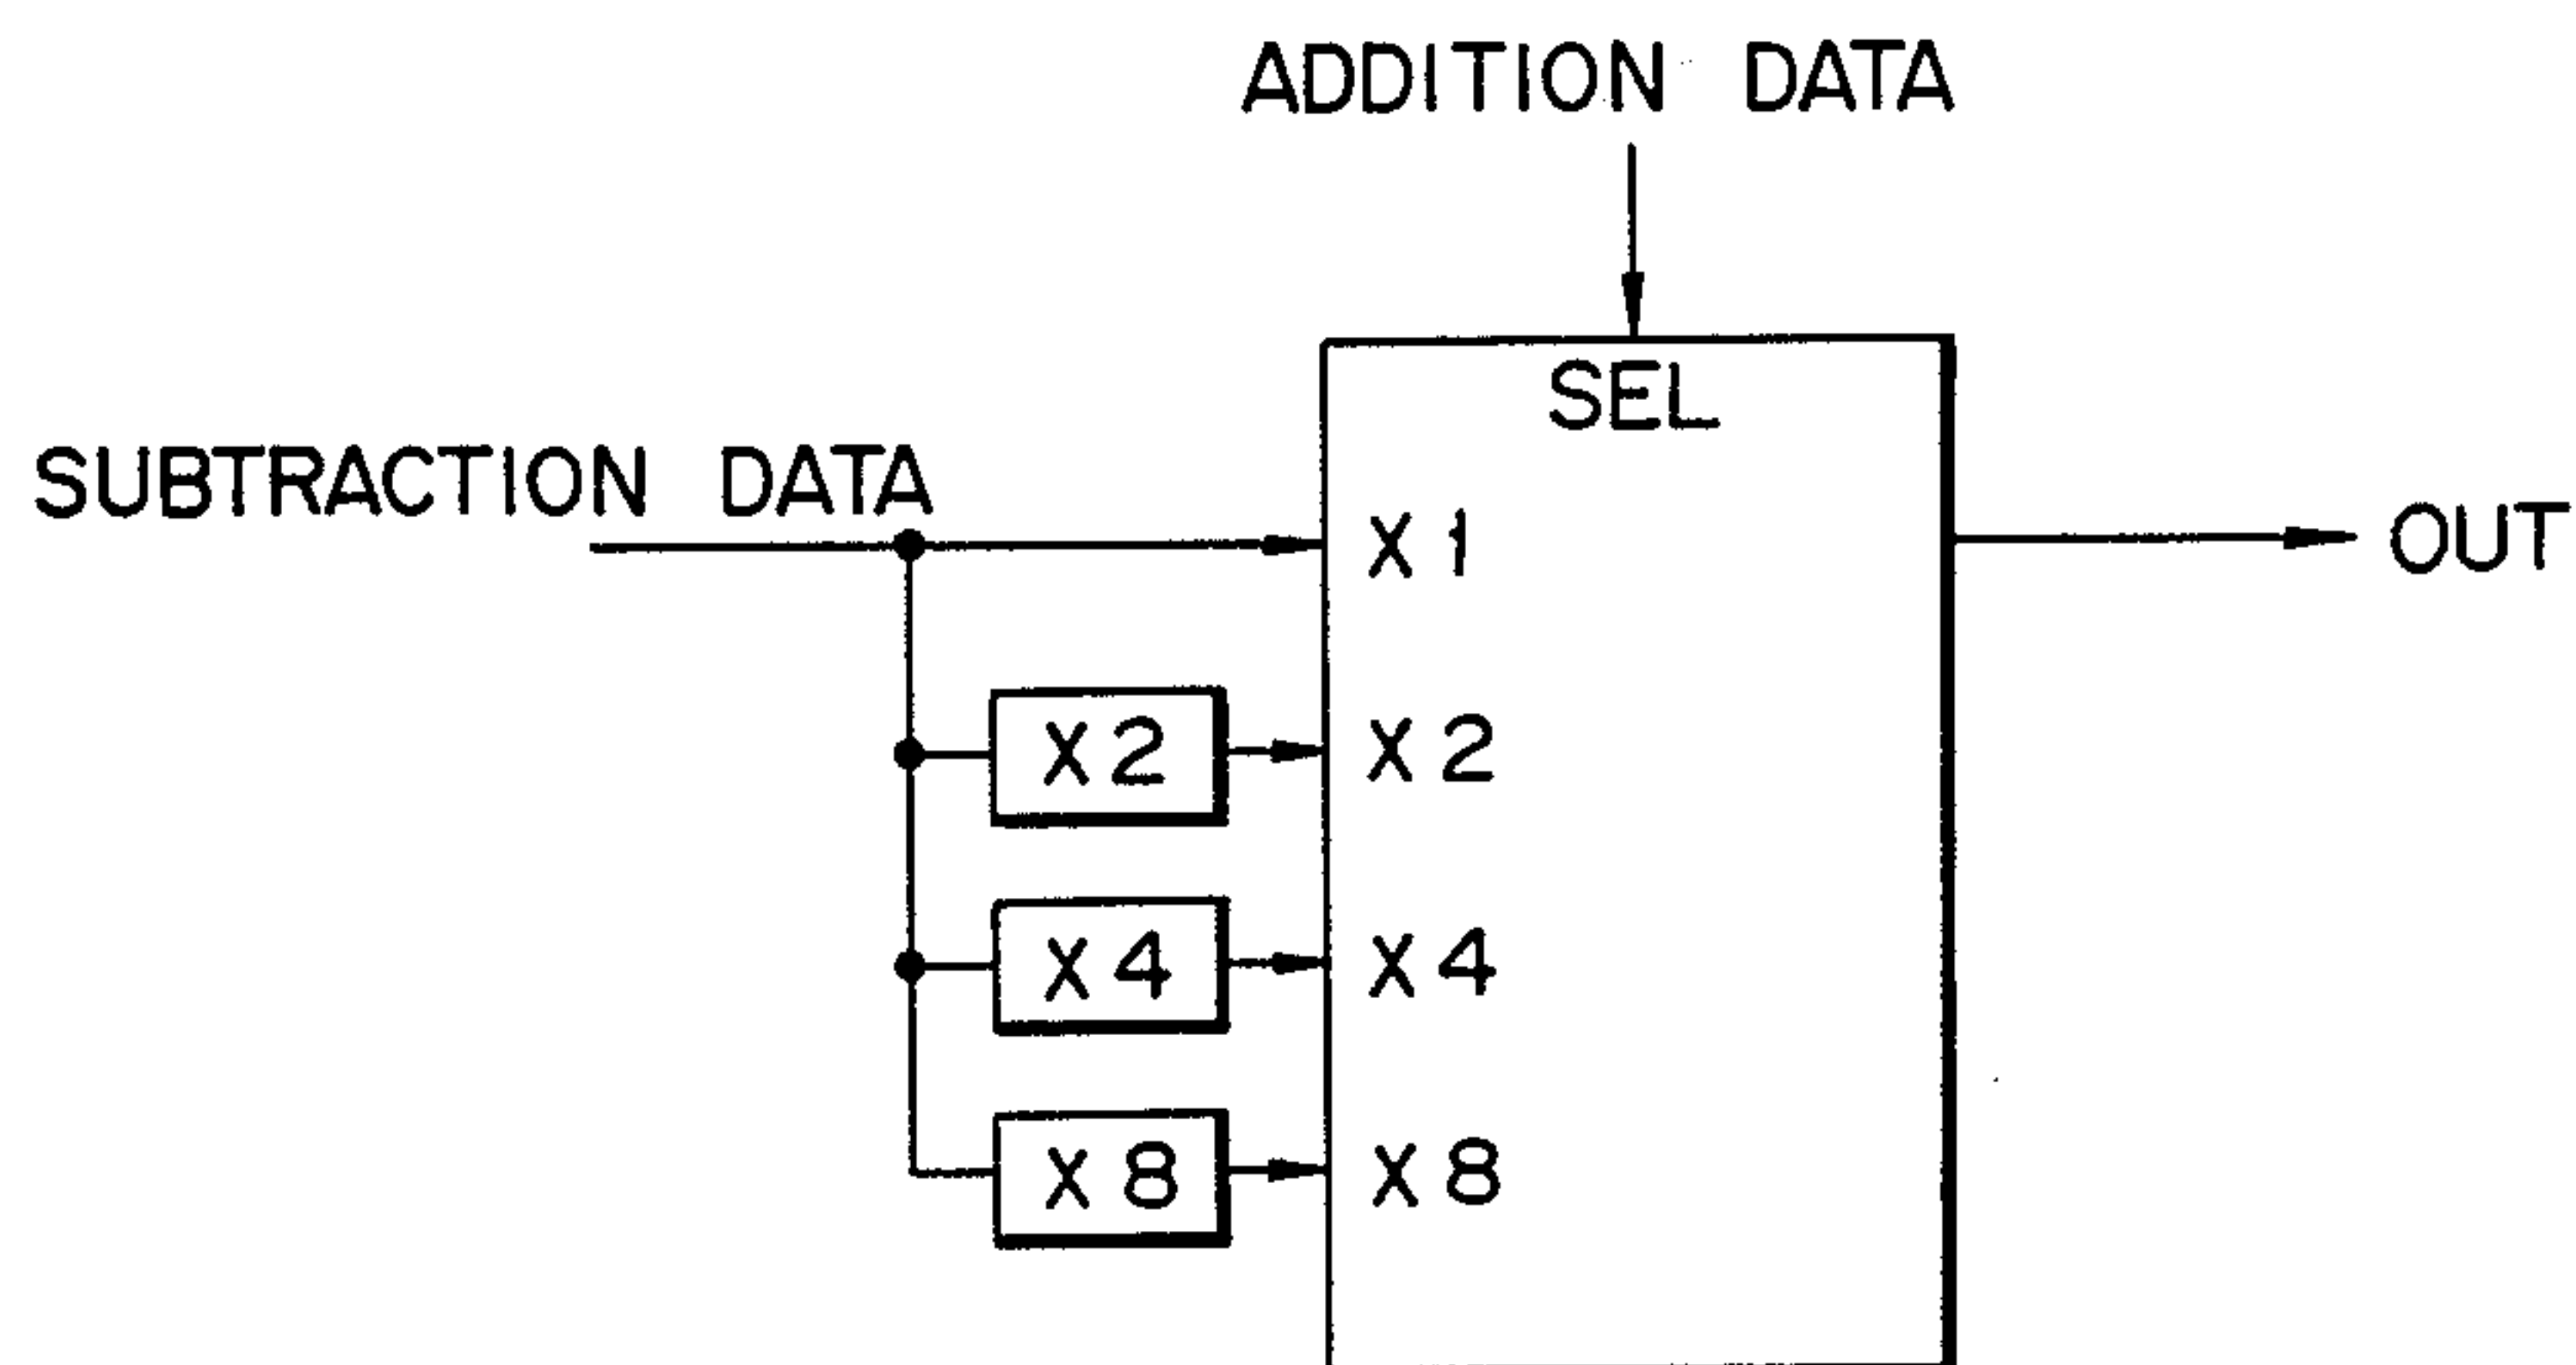 ADDITION DATA
SEL
SUBTRACTION DATA
X1
OUT
X2
X2
X4
X4
X8
X8